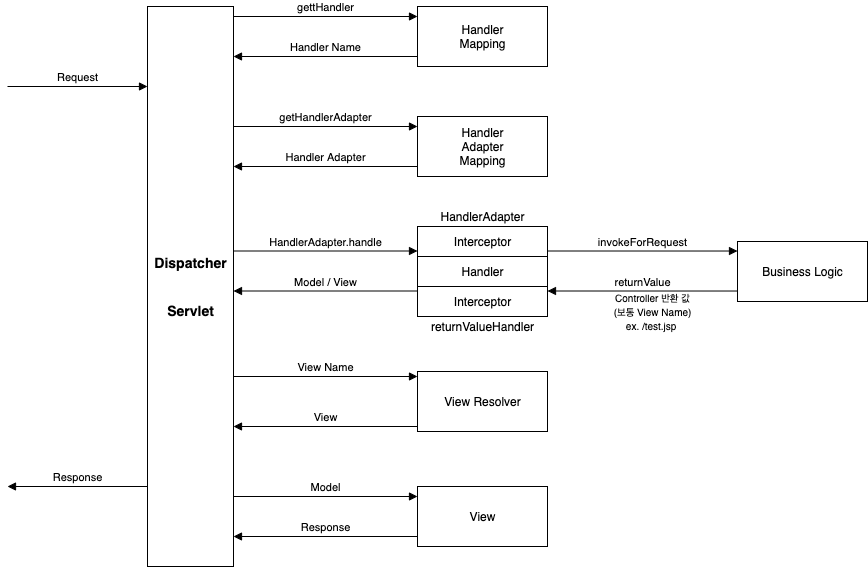 gettHandler
Handler
Mapping
Handler Name
Request
getHandlerAdapter
Handler
Adapter
Mapping
Handler Adapter
HandlerAdapter
Dispatcher
Servlet
HandlerAdapter.handle
Interceptor
invokeForRequest
Handler
Business Logic
Model / View
Interceptor
returnValue
Controller 반환 값
(보통 View Name)
ex. /test.jsp
returnValueHandler
View Name
View Resolver
View
Response
Model
View
Response